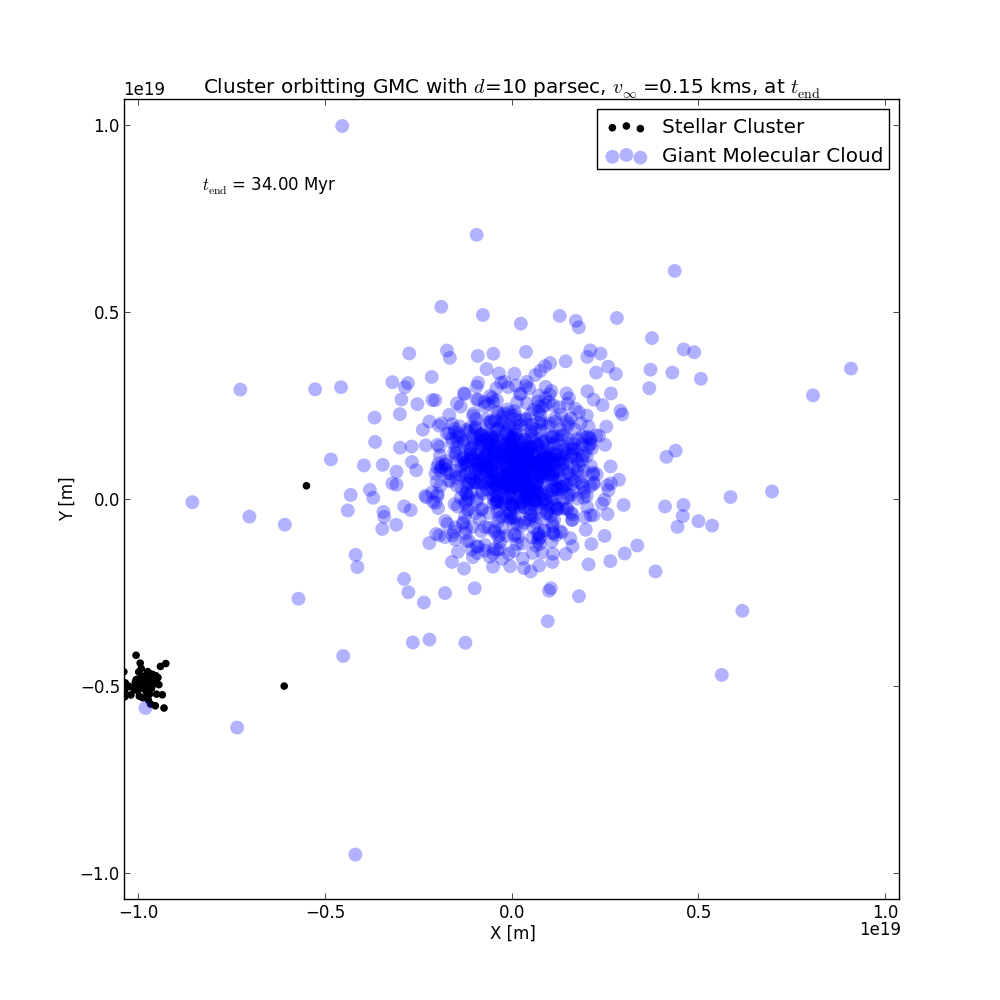 Cluster orbitting GMC with d=10 parsec, v∞ =0.15 kms, at tend
1e19
Stellar Cluster
Giant Molecular Cloud
tend = 34.00 Myr
1.0
0.5
0.0
−0.5
−1.0
Y [m]
−1.0 −0.5 0.0 0.5 1.0
X [m]
1e19